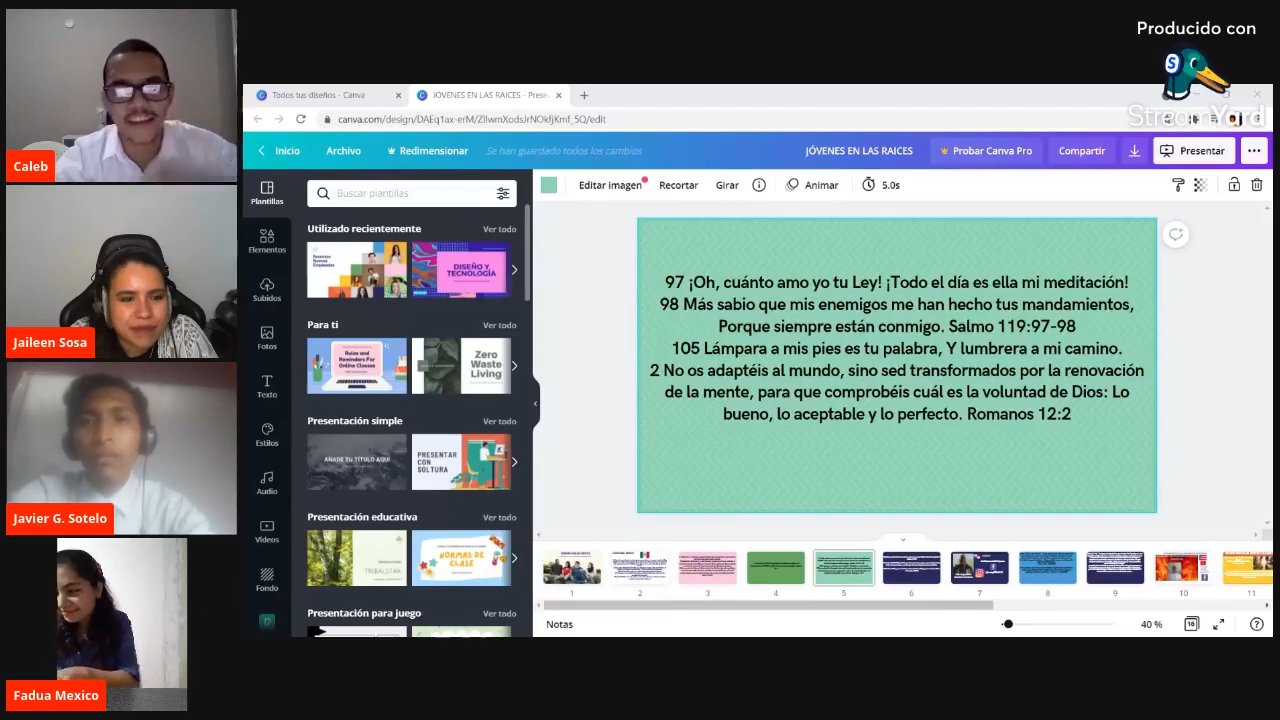 Producido con
StreamYard
Caleb
Jaileen Sosa
Javier G. Sotelo
Fadua Mexico
Todos tus diseños - Canva
JÓVENES EN LAS RAICES - Prese
Inicio
Archivo
Redimensionar
Se han guardado todos los cambios
JÓVENES EN LAS RAICES
Probar Canva Pro
Compartir
Presentar
Editar imagen
Recortar
Girar
Animar
5.0s
Plantillas
Elementos
Subidos
Fotos
Texto
Estilos
Audio
Vídeos
Fondo
Buscar plantillas
Utilizado recientemente
Ver todo
DISEÑO Y
TECNOLOGÍA
Para ti
Ver todo
Rules and
Reminders For
Online Classes
Zero
Waste
Living
Presentación simple
Ver todo
AÑADE TU TÍTULO AQUÍ
PRESENTAR
CON
SOLTURA
Presentación educativa
Ver todo
NORMAS DE
CLASE
Presentación para juego
Ver todo
97 ¡Oh, cuánto amo yo tu Ley! ¡Todo el día es ella mi meditación!
98 Más sabio que mis enemigos me han hecho tus mandamientos,
Porque siempre están conmigo. Salmo 119:97-98
105 Lámpara a mis pies es tu palabra, Y lumbrera a mi camino.
2 No os adaptéis al mundo, sino sed transformados por la renovación
de la mente, para que comprobéis cuál es la voluntad de Dios: Lo
bueno, lo aceptable y lo perfecto. Romanos 12:2
1
2
3
4
5
6
7
8
9
10
11
Notas
40 %
16